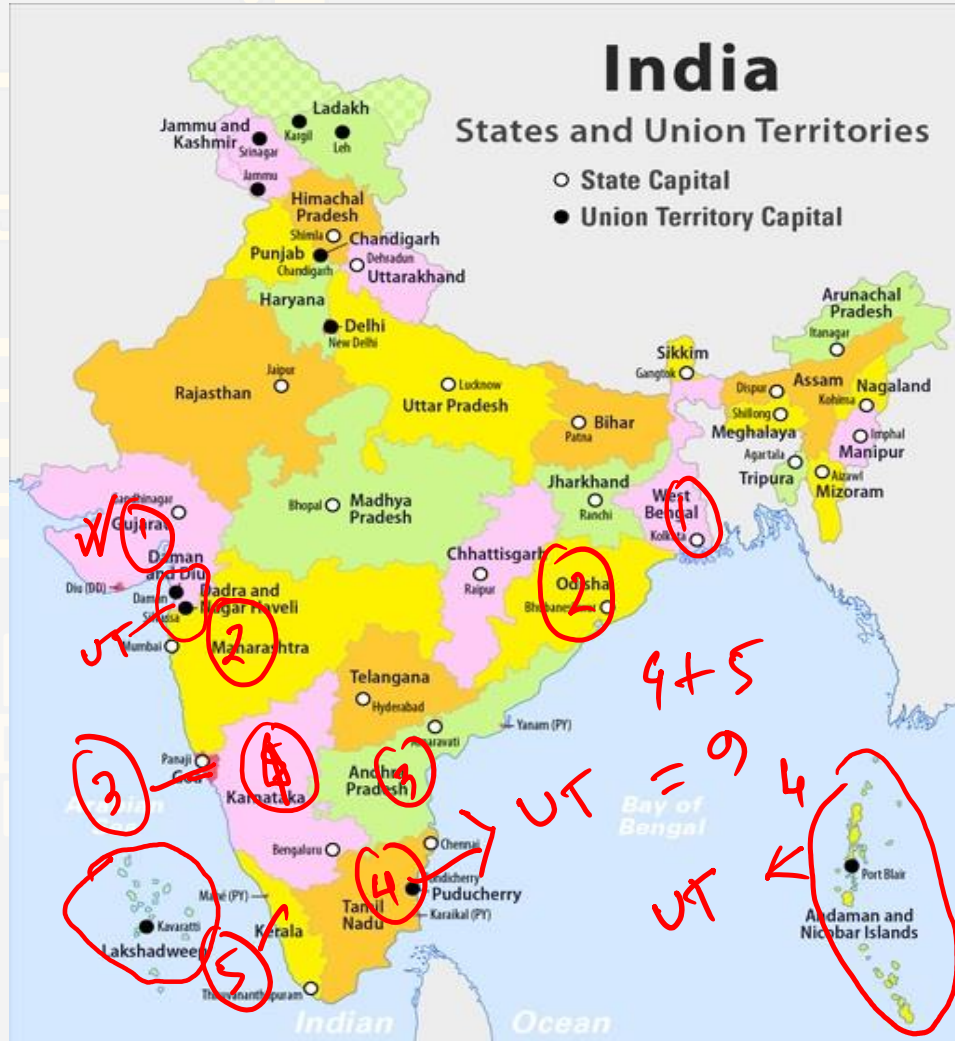 India
States and Union Territories
State Capital
Union Territory Capital
Ladakh
Kargil
Leh
Jammu and
Kashmir
Srinagar
Jammu
Himachal
Pradesh
Shimla
Chandigarh
Punjab
Chandigarh
Dehradun
Uttarakhand
Haryana
Delhi
New Delhi
Arunachal
Pradesh
Itanagar
Sikkim
Gangtok
Jaipur
Rajasthan
Lucknow
Uttar Pradesh
Dispur
Assam
Nagaland
Kohima
Bihar
Patna
Shillong
Meghalaya
Imphal
Manipur
Agartala
Tripura
Aizawl
Mizoram
Jharkhand
Ranchi
West
Bengal
Kolkata
1
Bhopal
Madhya
Pradesh
Gandhinagar
Gujarat
W
1
Daman
and Diu
Diu (DD)
Daman
Dadra and
Nagar Haveli
Silvassa
UT
Chhattisgarh
Raipur
Odisha
Bhubaneswar
2
Mumbai
Maharashtra
2
Telangana
Hyderabad
4+5
= 9
Yanam (PY)
Amaravati
Panaji
Goa
3
Karnataka
Andhra
Pradesh
3
Arabian
Sea
Bay of
Bengal
UT
4
Bengaluru
Chennai
Pondicherry
Puducherry
4
Karaikal (PY)
Tamil
Nadu
Mahé (PY)
Kerala
5
Kavaratti
Lakshadweep
Thiruvananthapuram
UT
Port Blair
Andaman and
Nicobar Islands
Indian Ocean